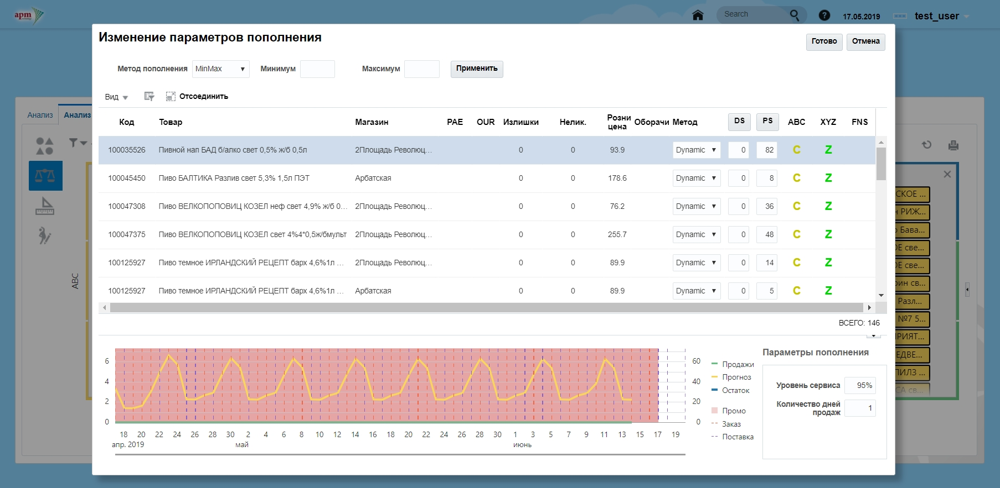 арт
Search
?
17.05.2019
test_user
Изменение параметров пополнения
Готово
Отмена
Метод пополнения
MinMax
Минимум
Максимум
Применить
Вид
Отсоединить
Анализ
Анализ
Код Товар Магазин PAE OUR Излишки Нелик. Розни цена Оборачи Метод DS PS ABC XYZ FNS
100035526 Пивной нап БАД б/алко свет 0,5% ж/б 0,5л 2Площадь Революц... 0 0 93.9 Dynamic 0 82 C Z
100045450 Пиво БАЛТИКА Разлив свет 5,3% 1,5л ПЭТ Арбатская 0 0 178.6 Dynamic 0 8 C Z
100047308 Пиво ВЕЛКОПОПОВИЦ КОЗЕЛ неф свет 4,9% ж/б 0... 2Площадь Революц... 0 0 76.2 Dynamic 0 36 C Z
100047375 Пиво ВЕЛКОПОПОВИЦ КОЗЕЛ свет 4%4*0,5ж/бмульт 2Площадь Революц... 0 0 255.7 Dynamic 0 48 C Z
100125927 Пиво темное ИРЛАНДСКИЙ РЕЦЕПТ барх 4,6%1л ... 2Площадь Революц... 0 0 89.9 Dynamic 0 14 C Z
100125927 Пиво темное ИРЛАНДСКИЙ РЕЦЕПТ барх 4,6%1л ... Арбатская 0 0 89.9 Dynamic 0 5 C Z
ВСЕГО: 146
ABC
СКОЕ ...
н РИЖ...
Бава...
ОЕ све...
ОЕ све...
рин св...
Разл...
№7 5...
ПРИЯТ...
ЕДВЕ...
ПИЛЗ ...
СА св...
6
4
2
0
60
40
20
0
18 20 22 24 26 28 30 2 4 6 8 10 12 14 16 18 20 22 24 26 28 30 1 3 5 7 9 11 13 15 17 19
апр. 2019 май июнь
Продажи
Прогноз
Остаток
Промо
Заказ
Поставка
Параметры пополнения
Уровень сервиса 95%
Количество дней
продаж 1